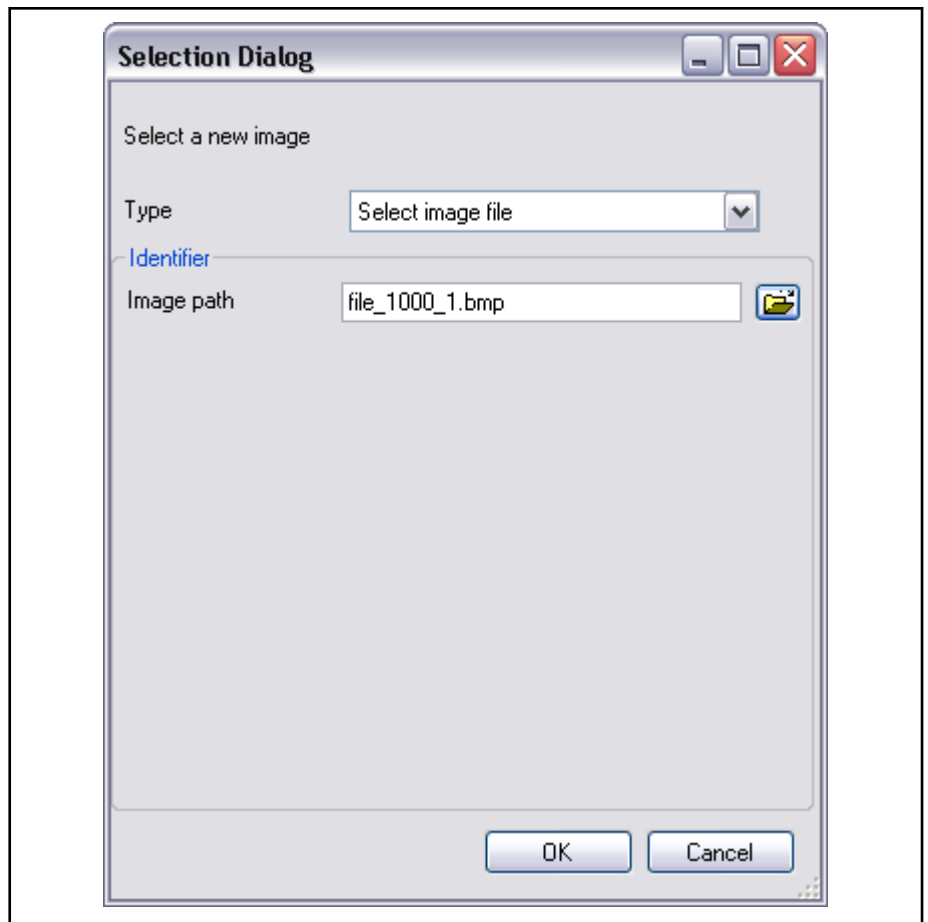 Selection Dialog
Select a new image
Type Select image file
Identifier
Image path file_1000_1.bmp
OK Cancel